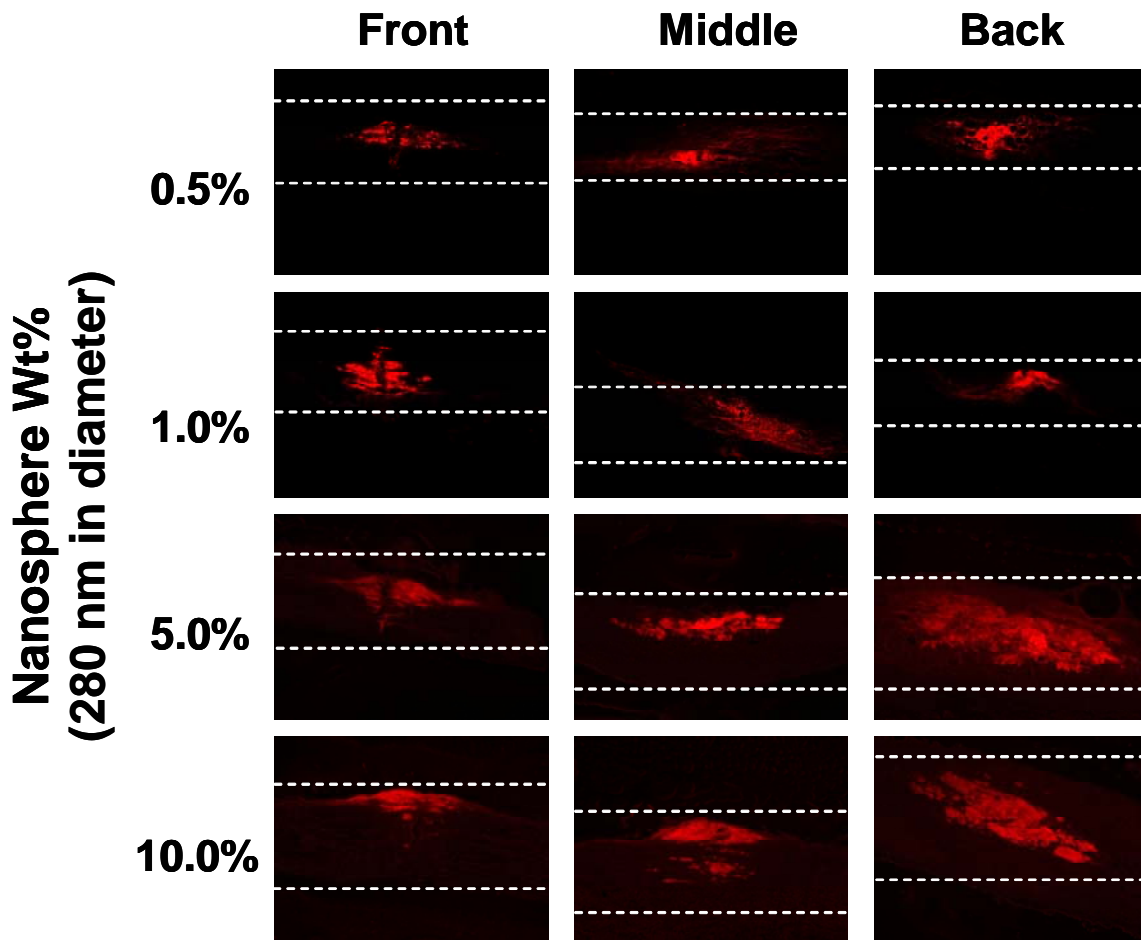 Front Middle Back
Nanosphere Wt%
(280 nm in diameter)
0.5%
1.0%
5.0%
10.0%